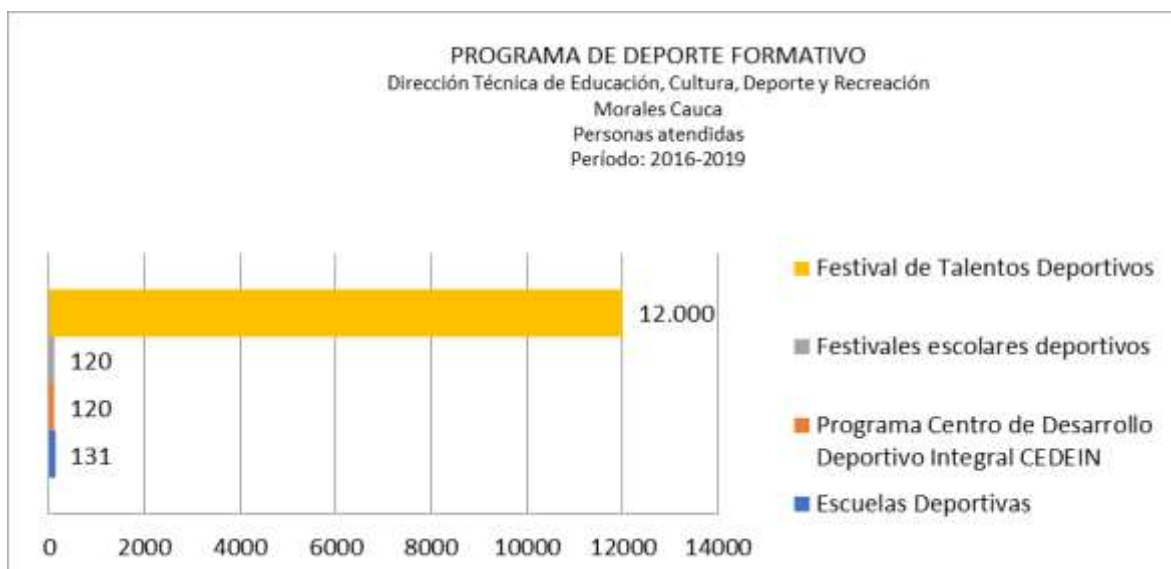 PROGRAMA DE DEPORTE FORMATIVO
Dirección Técnica de Educación, Cultura, Deporte y Recreación
Morales Cauca
Personas atendidas
Período: 2016-2019
Festival de Talentos Deportivos
12.000
Festivales escolares deportivos
120
120
Programa Centro de Desarrollo
Deportivo Integral CEDEIN
131
Escuelas Deportivas
0 2000 4000 6000 8000 10000 12000 14000